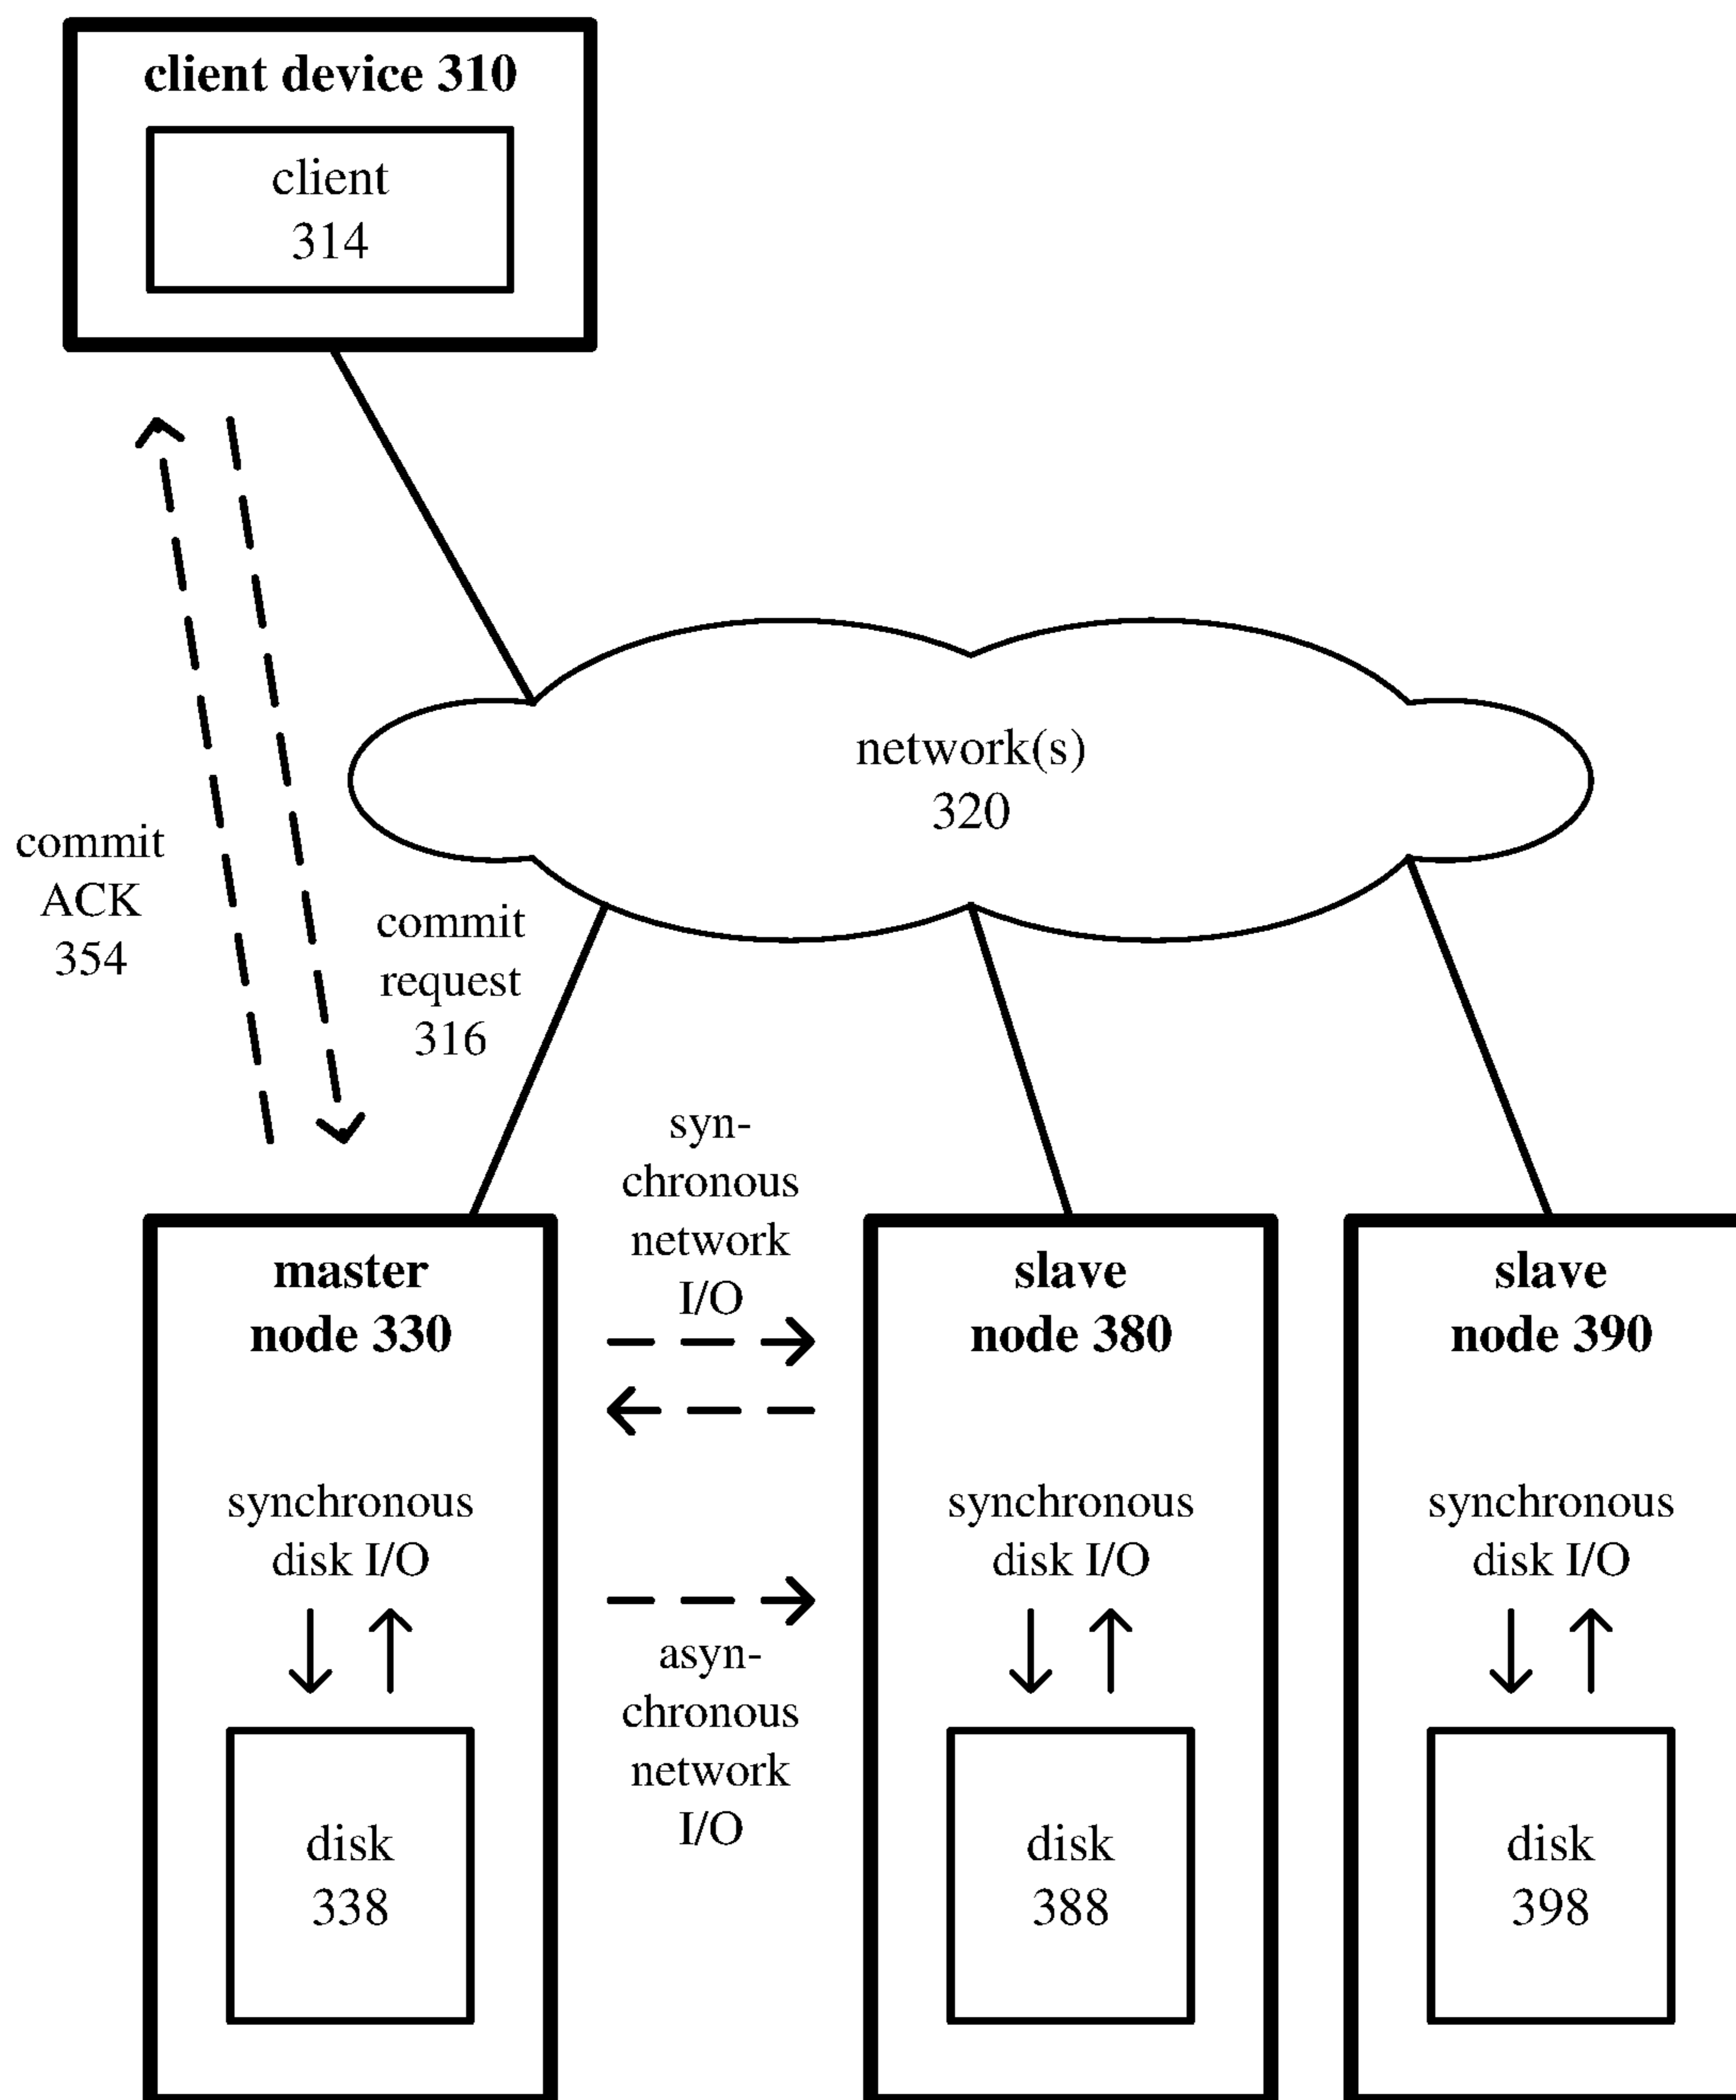 client device 310
client
314
network(s)
320
commit
ACK
354
commit
request
316
syn-
chronous
network
I/O
master
node 330
slave
node 380
slave
node 390
synchronous
disk I/O
synchronous
disk I/O
synchronous
disk I/O
asyn-
chronous
network
I/O
disk
338
disk
388
disk
398